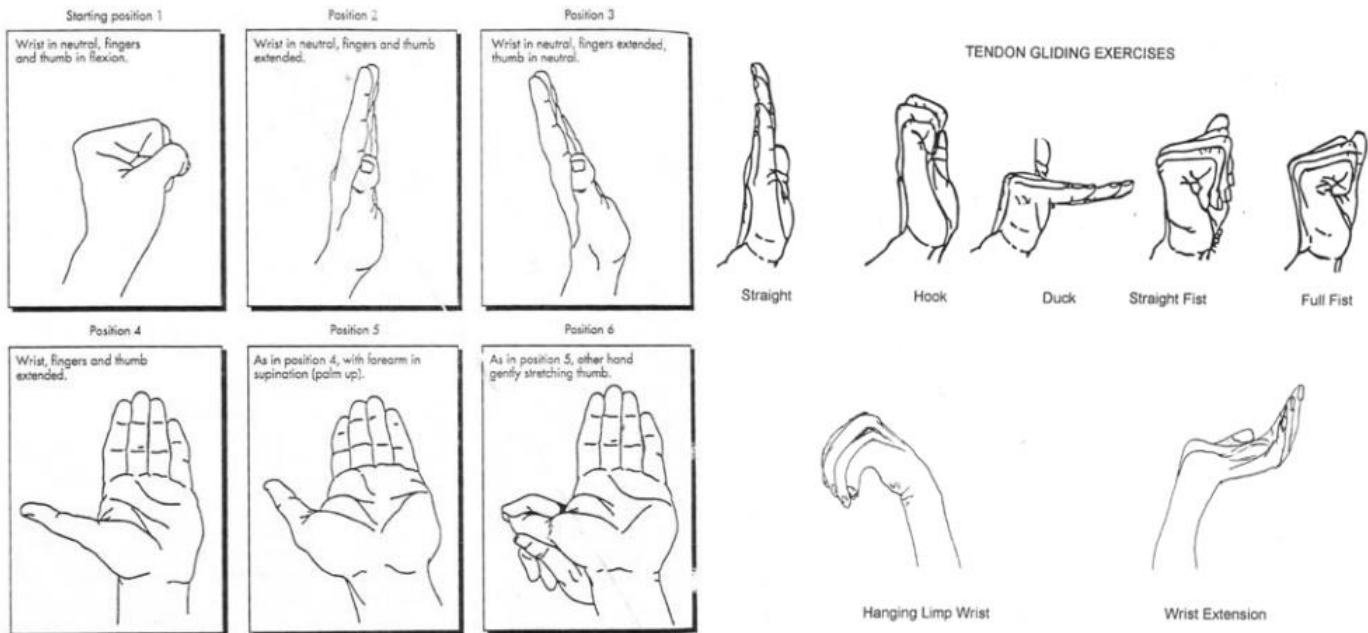 Starting position 1
Wrist in neutral, fingers
and thumb in flexion.
Position 2
Wrist in neutral, fingers and thumb
extended.
Position 3
Wrist in neutral, fingers extended,
thumb in neutral.
Position 4
Wrist, fingers and thumb
extended.
Position 5
As in position 4, with forearm in
supination (palm up).
Position 6
As in position 5, other hand
gently stretching thumb.
TENDON GLIDING EXERCISES
Straight
Hook
Duck
Straight Fist
Full Fist
Hanging Limp Wrist
Wrist Extension